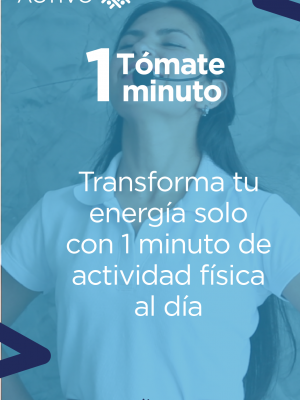 1 Tómate
minuto
Transforma tu
energía solo
con 1 minuto de
actividad física
al día